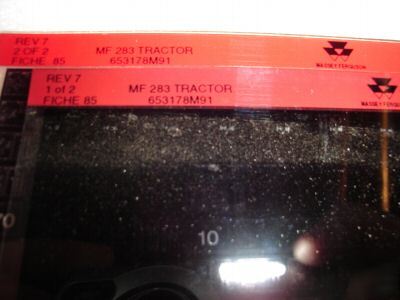 REV 7
2 OF 2 MF 283 TRACTOR
FICHE 85 653178M91
MASSEY FERGUSON
REV 7
1 of 2 MF 283 TRACTOR
FICHE 85 653178M91
MASSEY FERGUSON
70
10